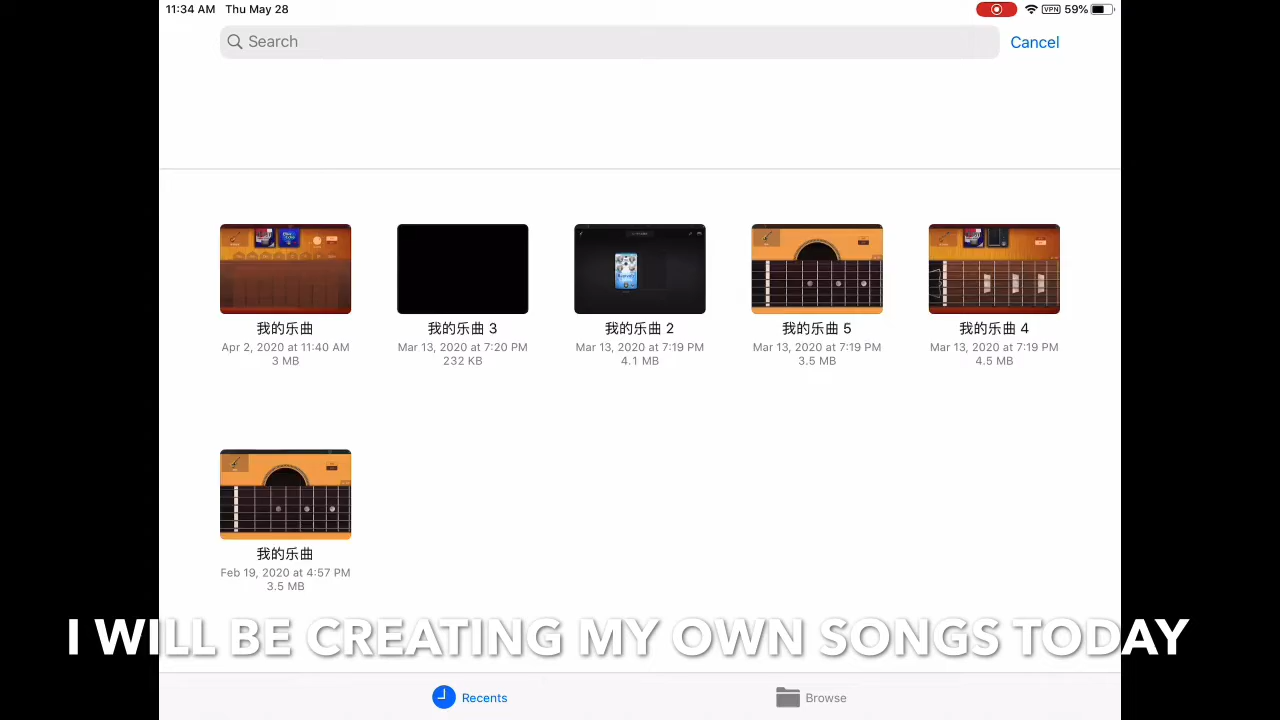 11:34 AM Thu May 28
VPN 59%
Search
Cancel
我的乐曲
Apr 2, 2020 at 11:40 AM
3 MB
我的乐曲 3
Mar 13, 2020 at 7:20 PM
232 KB
我的乐曲 2
Mar 13, 2020 at 7:19 PM
4.1 MB
我的乐曲 5
Mar 13, 2020 at 7:19 PM
3.5 MB
我的乐曲 4
Mar 13, 2020 at 7:19 PM
4.5 MB
我的乐曲
Feb 19, 2020 at 4:57 PM
3.5 MB
I WILL BE CREATING MY OWN SONGS TODAY
Recents
Browse